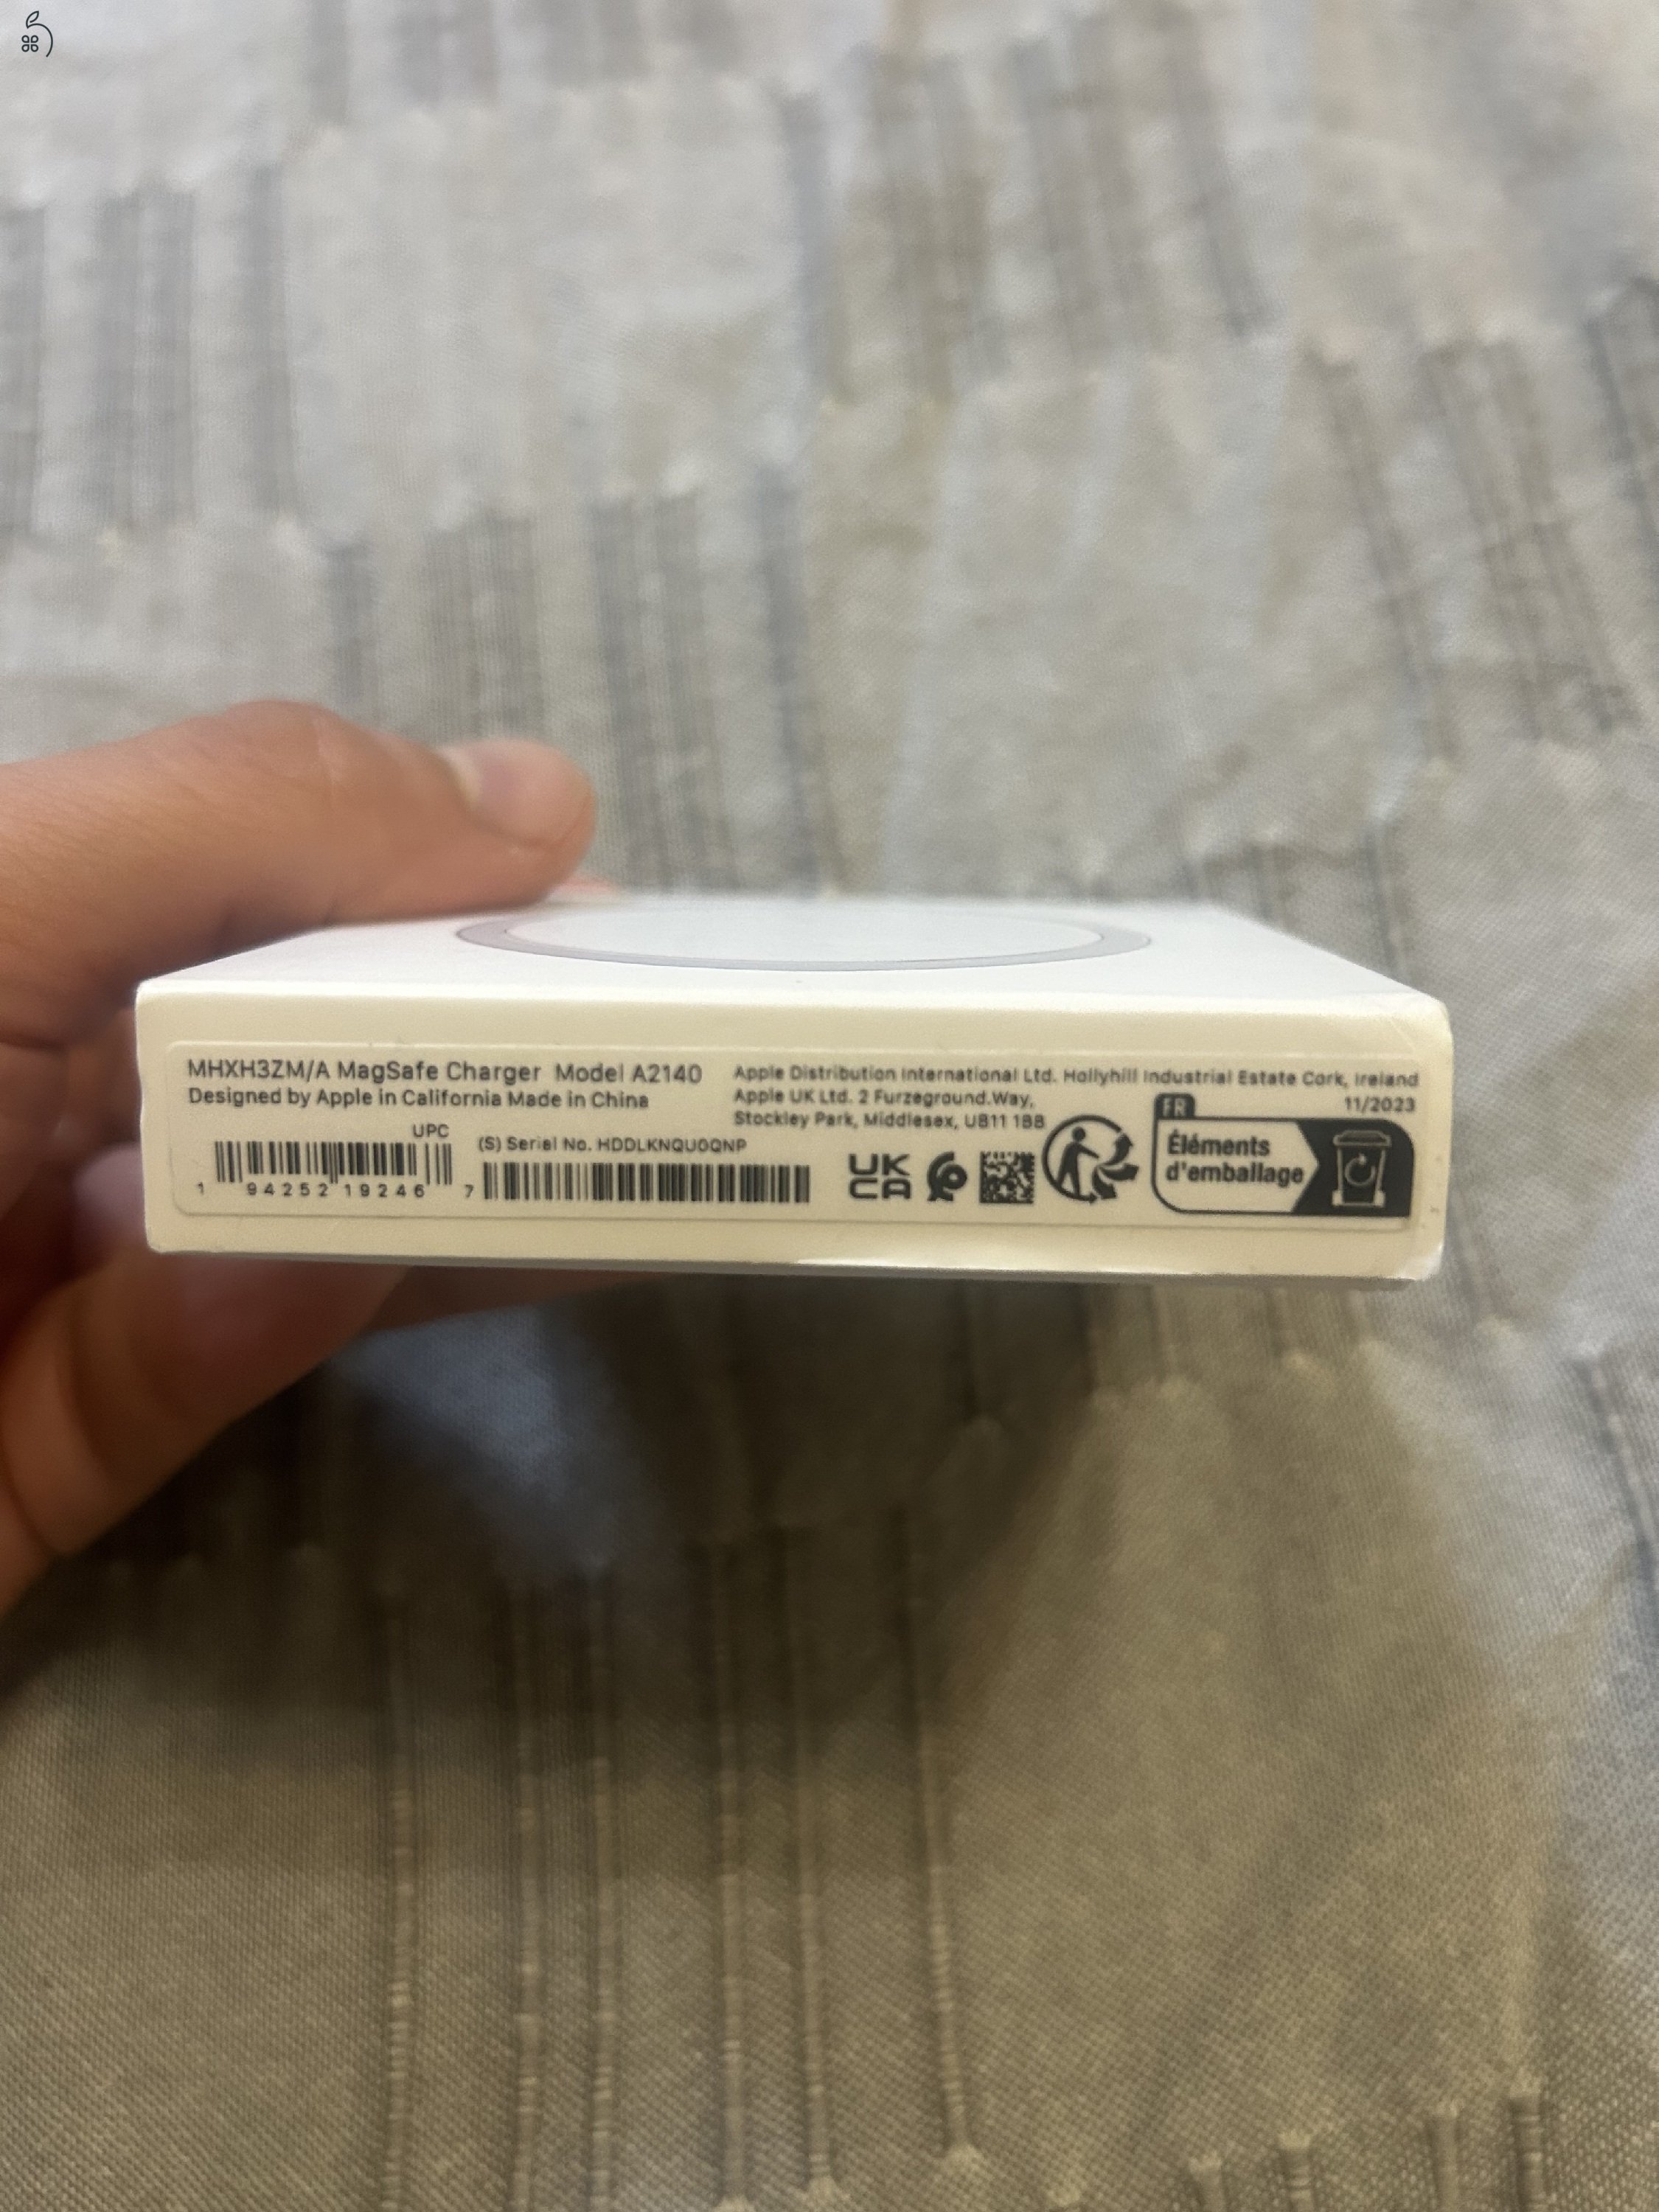 MHXH3ZM/A MagSafe Charger Model A2140
Designed by Apple in California Made in China
UPC
1 94252 19246 7
(S) Serial No. HDDLKNQU0QNP
Apple Distribution International Ltd. Hollyhill Industrial Estate Cork, Ireland
Apple UK Ltd. 2 Furzeground.Way,
Stockley Park, Middlesex, UB11 1BB
11/2023
UK
CA
FR
Éléments
d'emballage